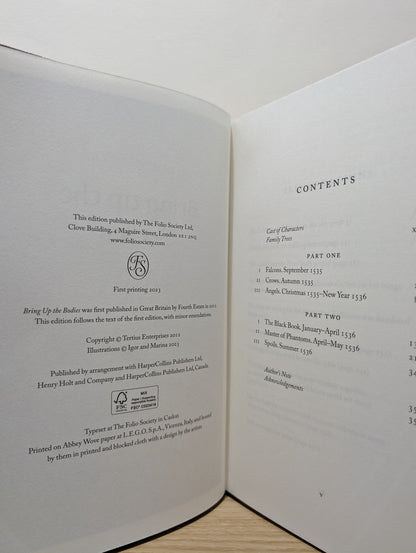 This edition published by The Folio Society Ltd,
Clove Building, 4 Maguire Street, London SE1 2NQ
www.foliosociety.com
FS
First printing 2023
Bring Up the Bodies was first published in Great Britain by Fourth Estate in 2012.
This edition follows the text of the first edition, with minor emendations.
Copyright © Tertius Enterprises 2012
Illustrations © Igor and Marina 2023
Published by arrangement with HarperCollins Publishers Ltd,
Henry Holt and Company and HarperCollins Publishers Ltd, Canada.
MIX
FSC
Typeset at The Folio Society in Caslon
Printed on Abbey Wove paper at L.E.G.O. S.p.A., Vicenza, Italy, and bound
by them in printed and blocked cloth with a design by the artists
CONTENTS
Cast of Characters
Family Trees
PART ONE
I Falcons, September 1535
II Crows, Autumn 1535
III Angels, Christmas 1535–New Year 1536
PART TWO
I The Black Book, January–April 1536
II Master of Phantoms, April–May 1536
III Spoils, Summer 1536
Author's Note
Acknowledgements
v